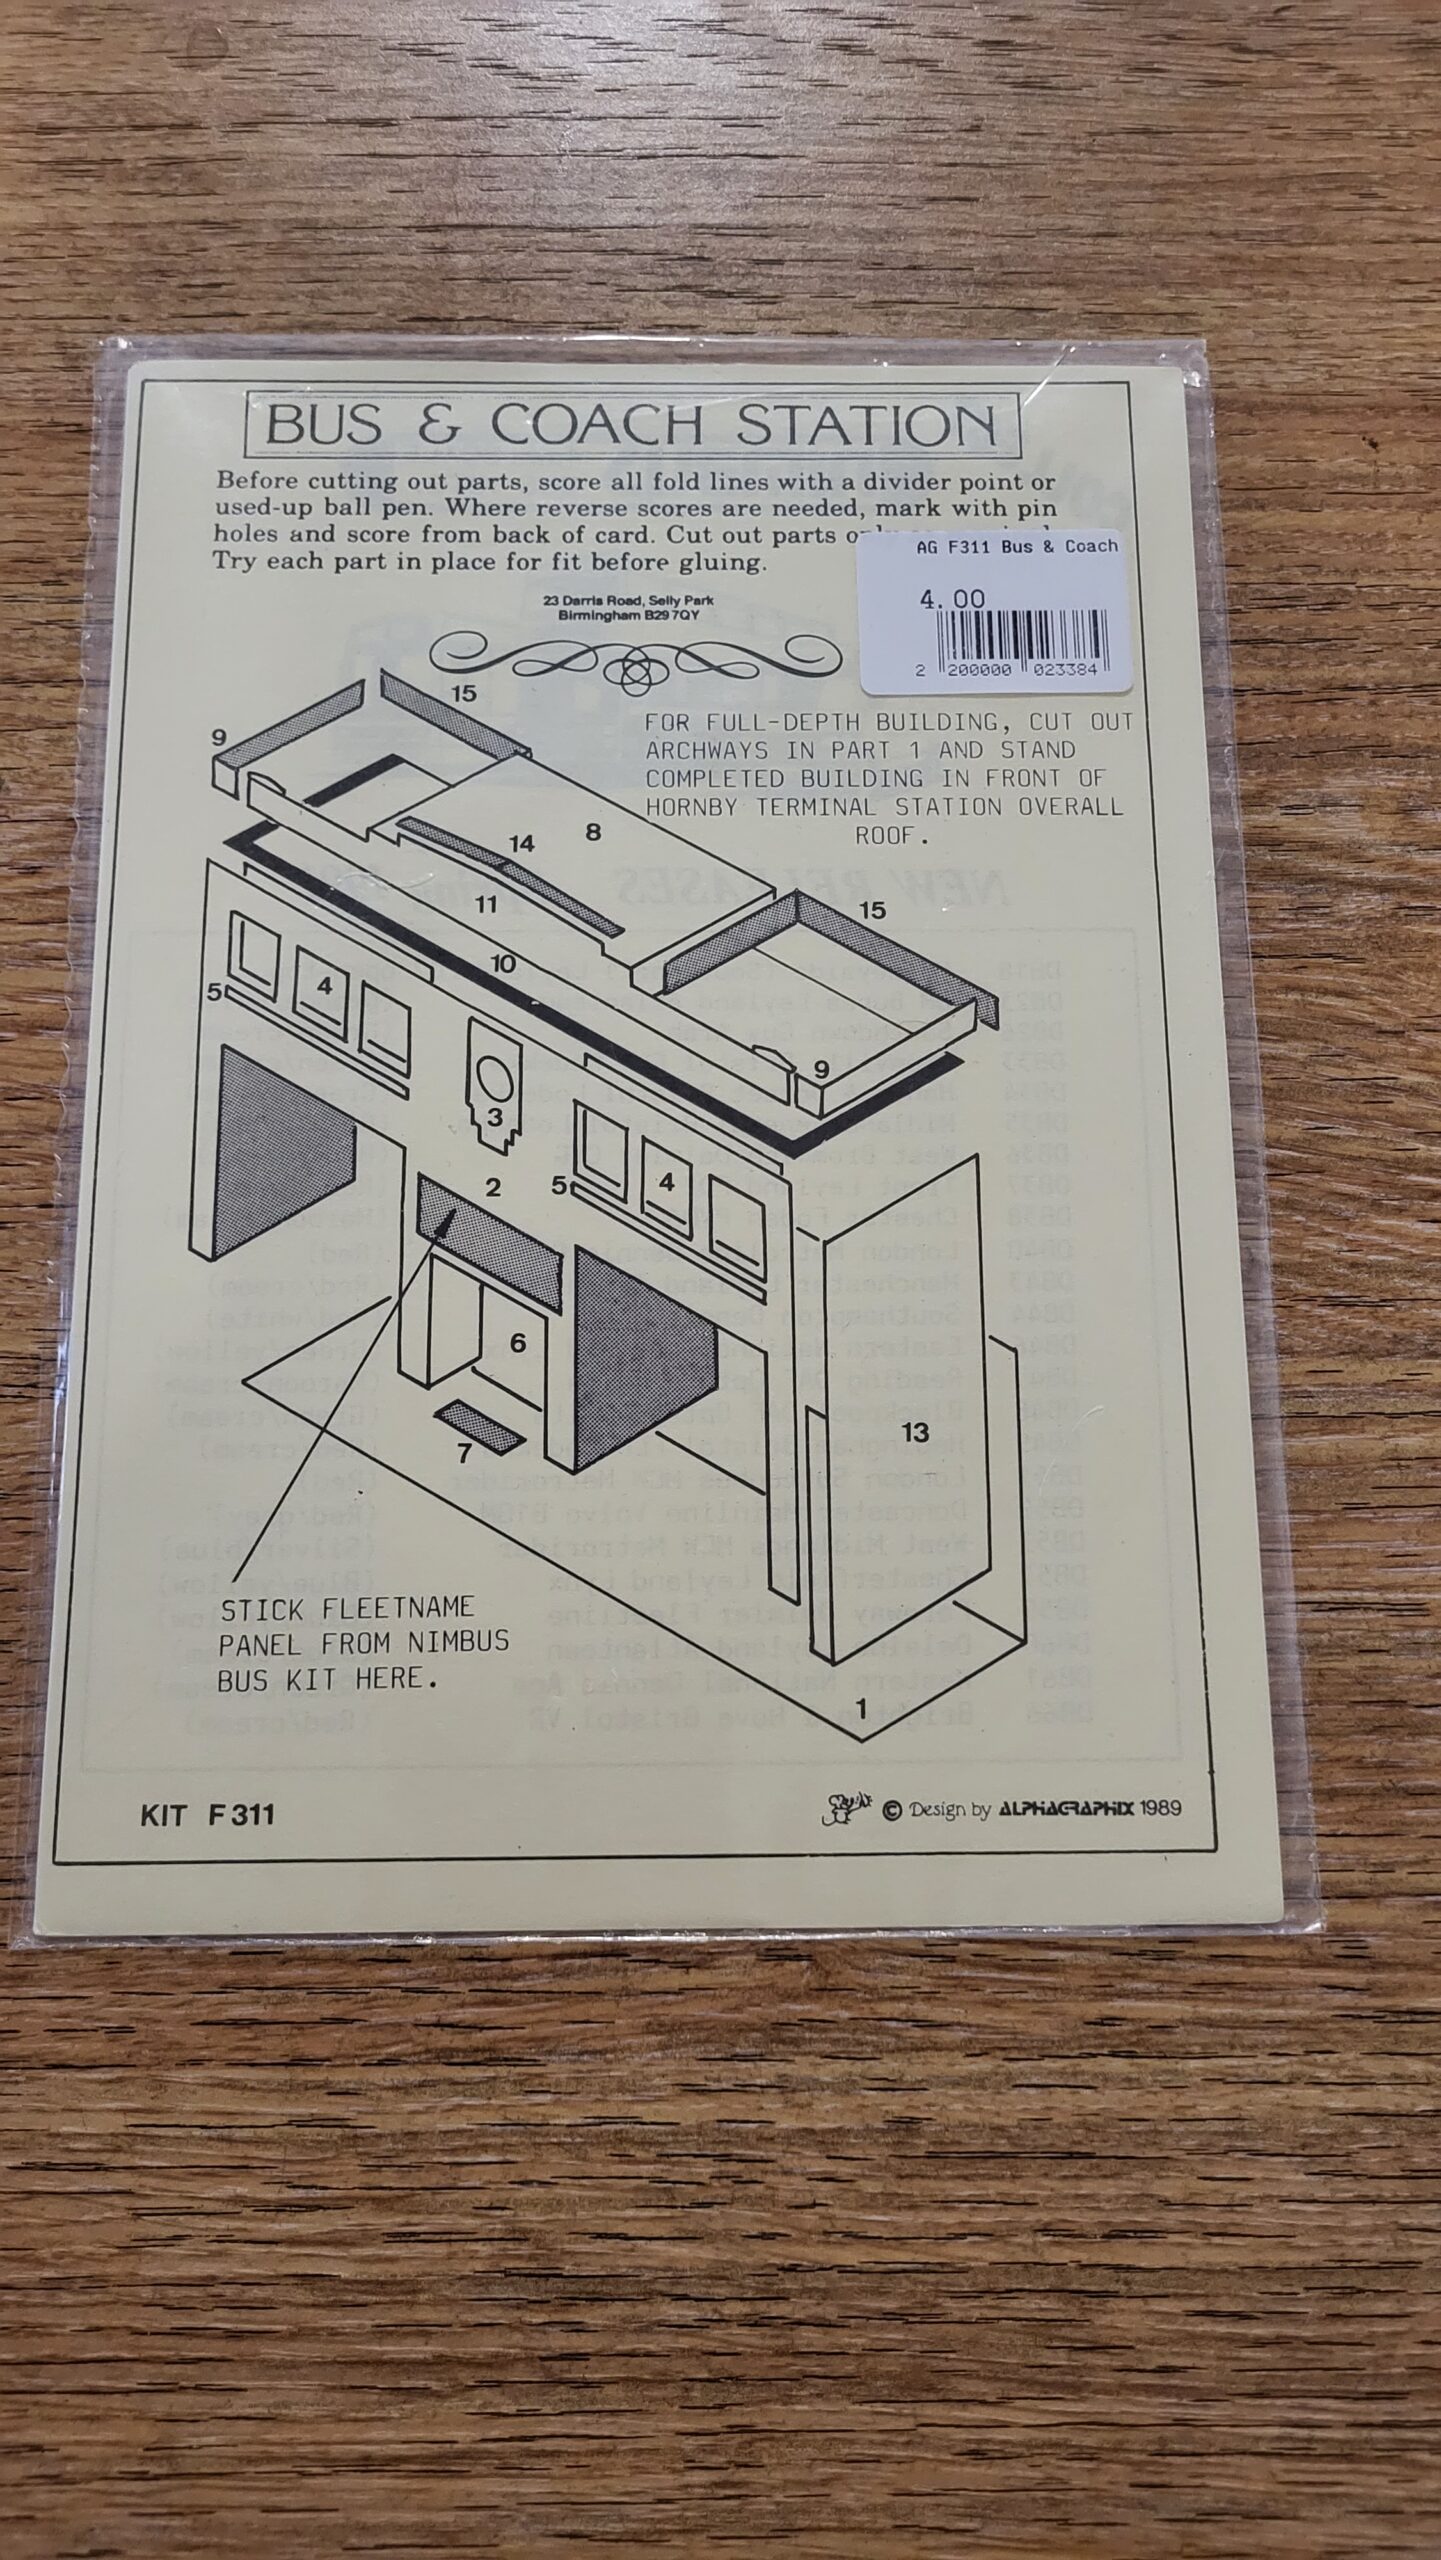 BUS & COACH STATION
Before cutting out parts, score all fold lines with a divider point or
used-up ball pen. Where reverse scores are needed, mark with pin
holes and score from back of card. Cut out parts
Try each part in place for fit before gluing.
AG F311 Bus & Coach
4.00
2 200000 023384
23 Darris Road, Selly Park
Birmingham B29 7QY
FOR FULL-DEPTH BUILDING, CUT OUT
ARCHWAYS IN PART 1 AND STAND
COMPLETED BUILDING IN FRONT OF
HORNBY TERMINAL STATION OVERALL
ROOF.
15
9
8
14
11
15
10
4
5
9
3
2
5
4
6
7
13
STICK FLEETNAME
PANEL FROM NIMBUS
BUS KIT HERE.
1
KIT F311
© Design by ALPHAGRAPHIX 1989